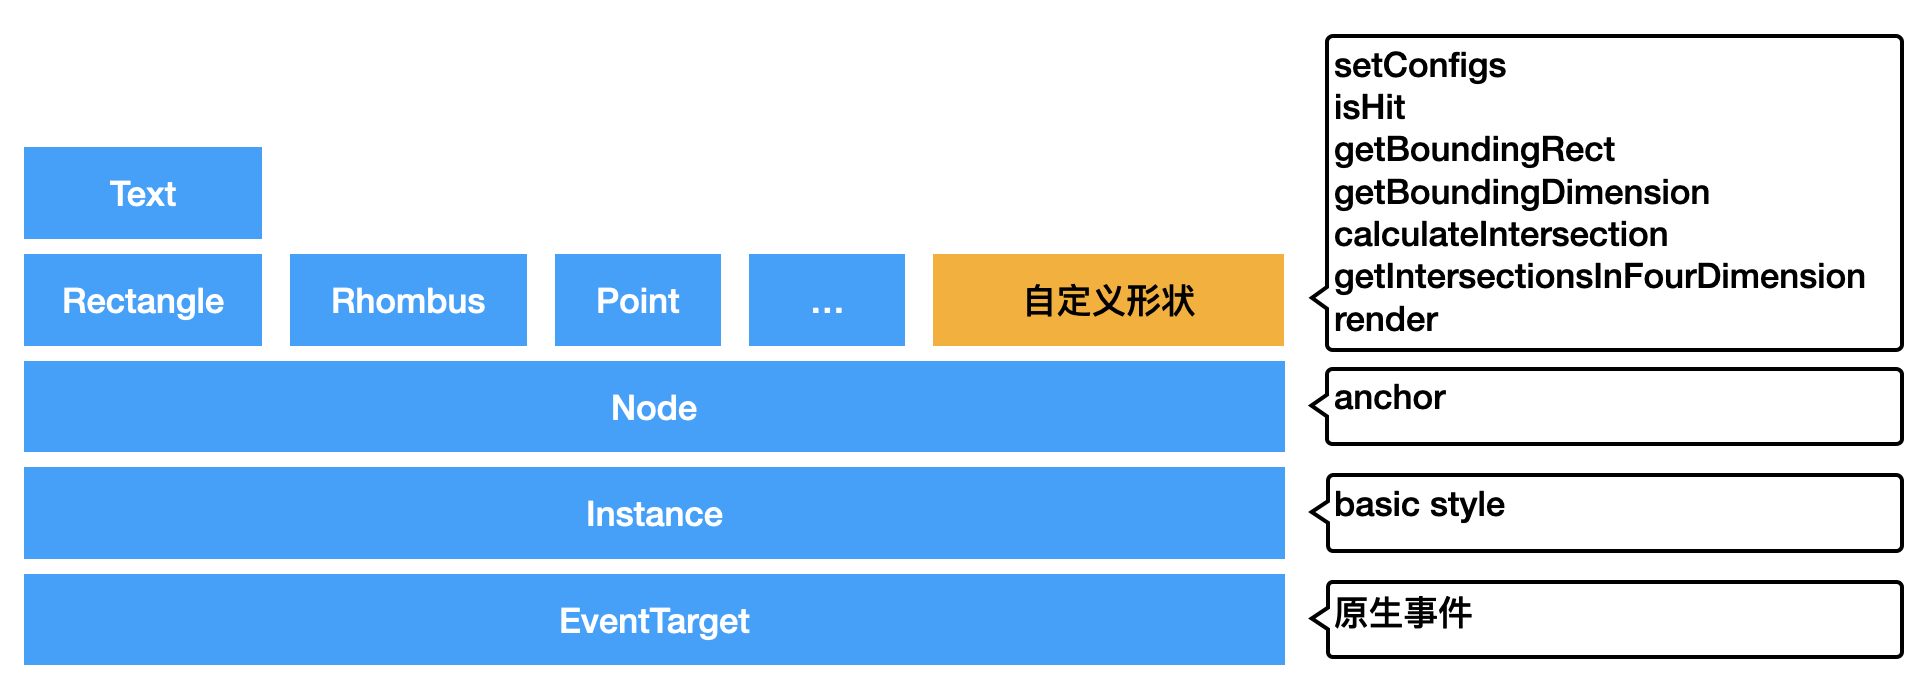 Text
Rectangle
Rhombus
Point
...
自定义形状
Node
Instance
EventTarget
setConfigs
isHit
getBoundingRect
getBoundingDimension
calculateIntersection
getIntersectionsInFourDimension
render
anchor
basic style
原生事件